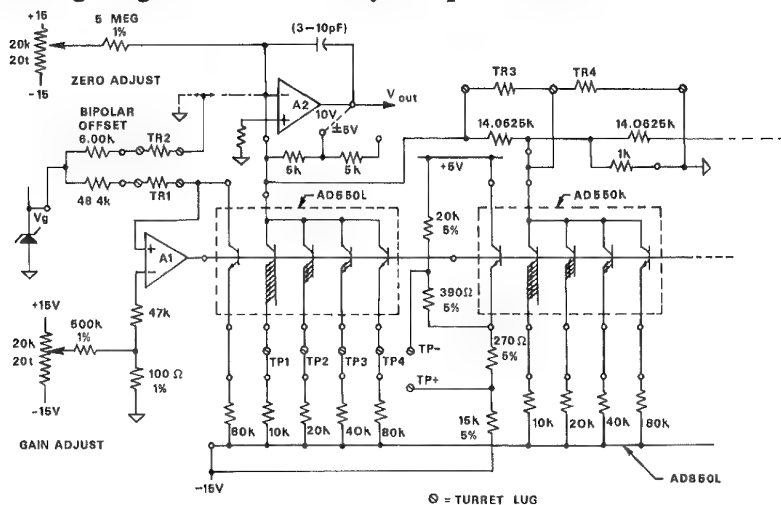 +15
5 MEG
1%
(3–10pF)
20k
20t
-15
ZERO ADJUST
A2
10V
V out
±5V
TR3
TR4
BIPOLAR
OFFSET
6.00K
TR2
5k
5k
14.0625k
14.0625k
1k
48 4k
TR1
+5V
Vg
A1
AD550L
AD550K
20k
5%
390Ω
5%
+15V
500k
1%
47k
20k
20t
100 Ω
1%
-15V
GAIN ADJUST
TP1
TP2
TP3
TP4
TP-
TP+
270Ω
5%
80k
10k
20k
40k
80k
15k
5%
10k
20k
40k
80k
-15V
AD850L
⊘ = TURRET LUG